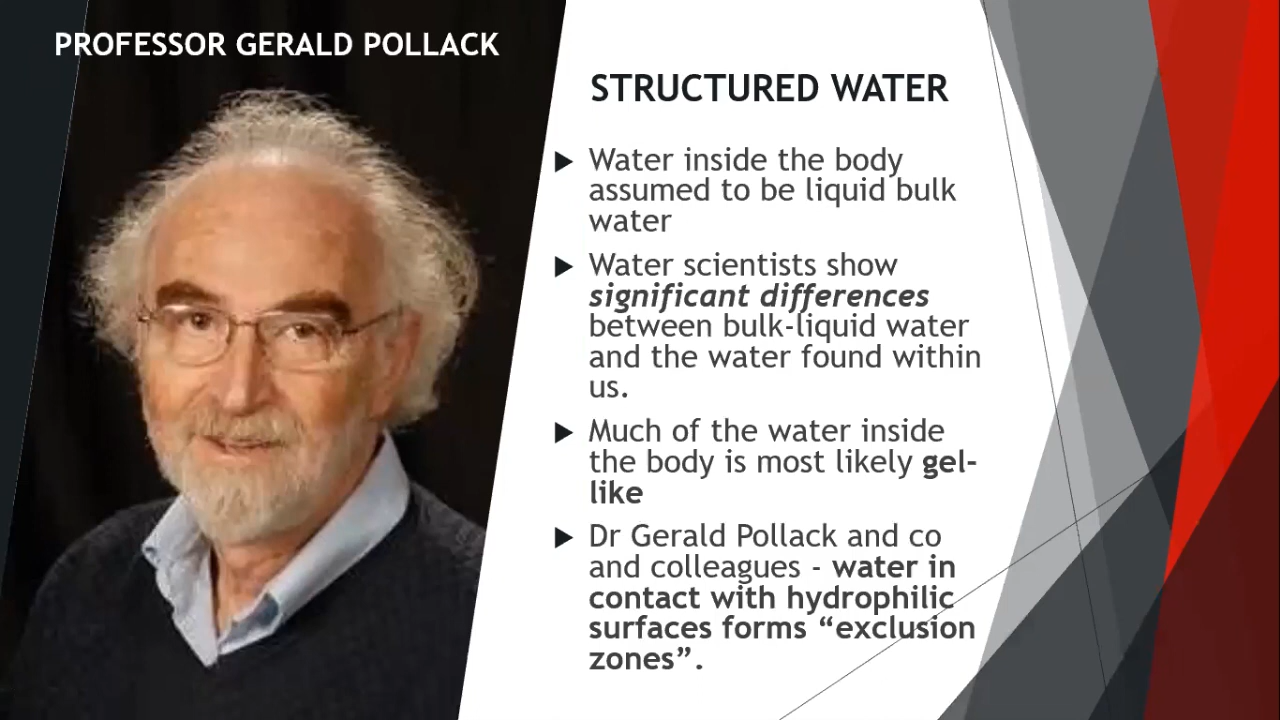 PROFESSOR GERALD POLLACK
STRUCTURED WATER
Water inside the body
assumed to be liquid bulk
water
Water scientists show
significant differences
between bulk-liquid water
and the water found within
us.
Much of the water inside
the body is most likely gel-
like
Dr Gerald Pollack and co
and colleagues - water in
contact with hydrophilic
surfaces forms “exclusion
zones”.